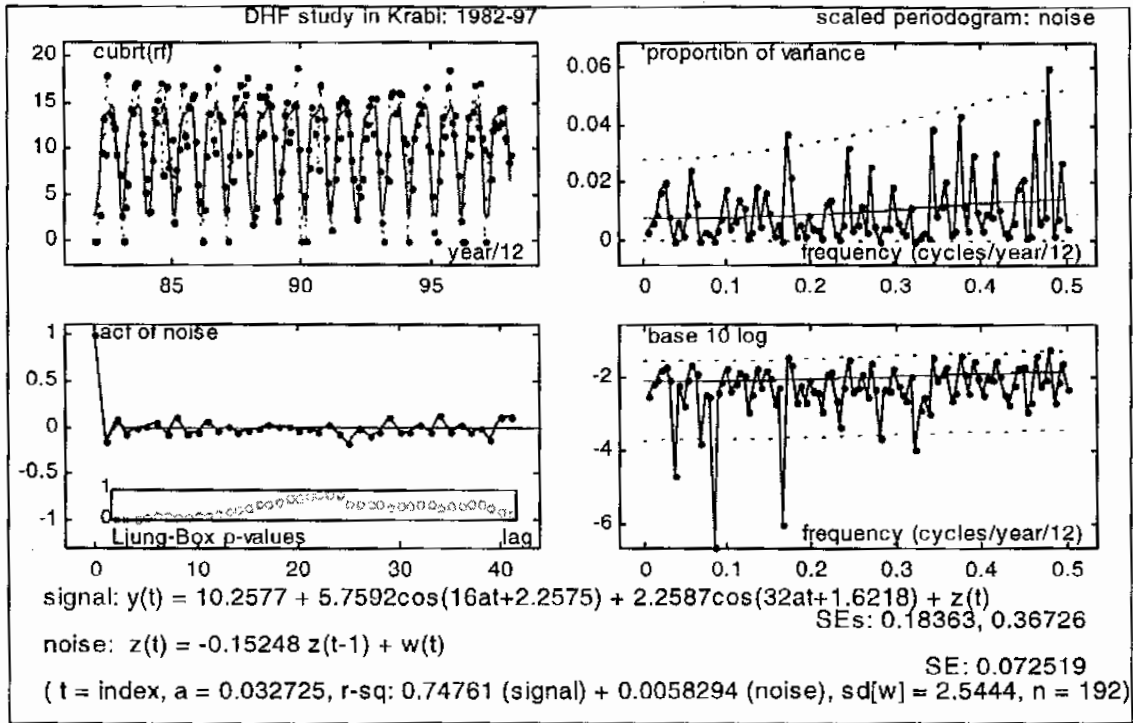 DHF study in Krabi: 1982-97
scaled periodogram: noise
cubrt(rf)
20
15
10
5
0
year/12
85 90 95
proportion of variance
0.06
0.04
0.02
0
frequency (cycles/year/12)
0 0.1 0.2 0.3 0.4 0.5
acf of noise
1
0.5
0
-0.5
-1
1
0
Ljung-Box p-values
lag
0 10 20 30 40
base 10 log
-2
-4
-6
frequency (cycles/year/12)
0 0.1 0.2 0.3 0.4 0.5
signal: y(t) = 10.2577 + 5.7592cos(16at+2.2575) + 2.2587cos(32at+1.6218) + z(t)
SEs: 0.18363, 0.36726
noise: z(t) = -0.15248 z(t-1) + w(t)
SE: 0.072519
( t = index, a = 0.032725, r-sq: 0.74761 (signal) + 0.0058294 (noise), sd[w] = 2.5444, n = 192)